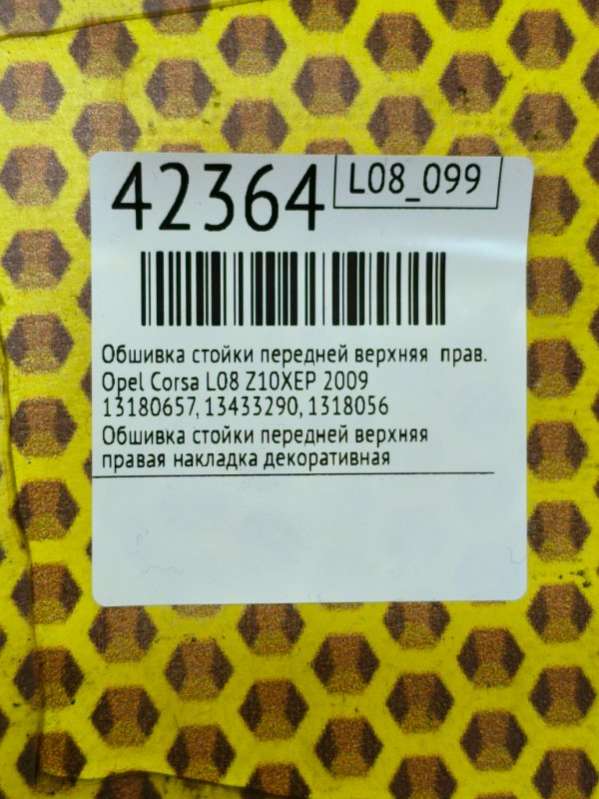 42364
L08_099
Обшивка стойки передней верхняя прав.
Opel Corsa L08 Z10XEP 2009
13180657, 13433290, 1318056
Обшивка стойки передней верхняя
правая накладка декоративная